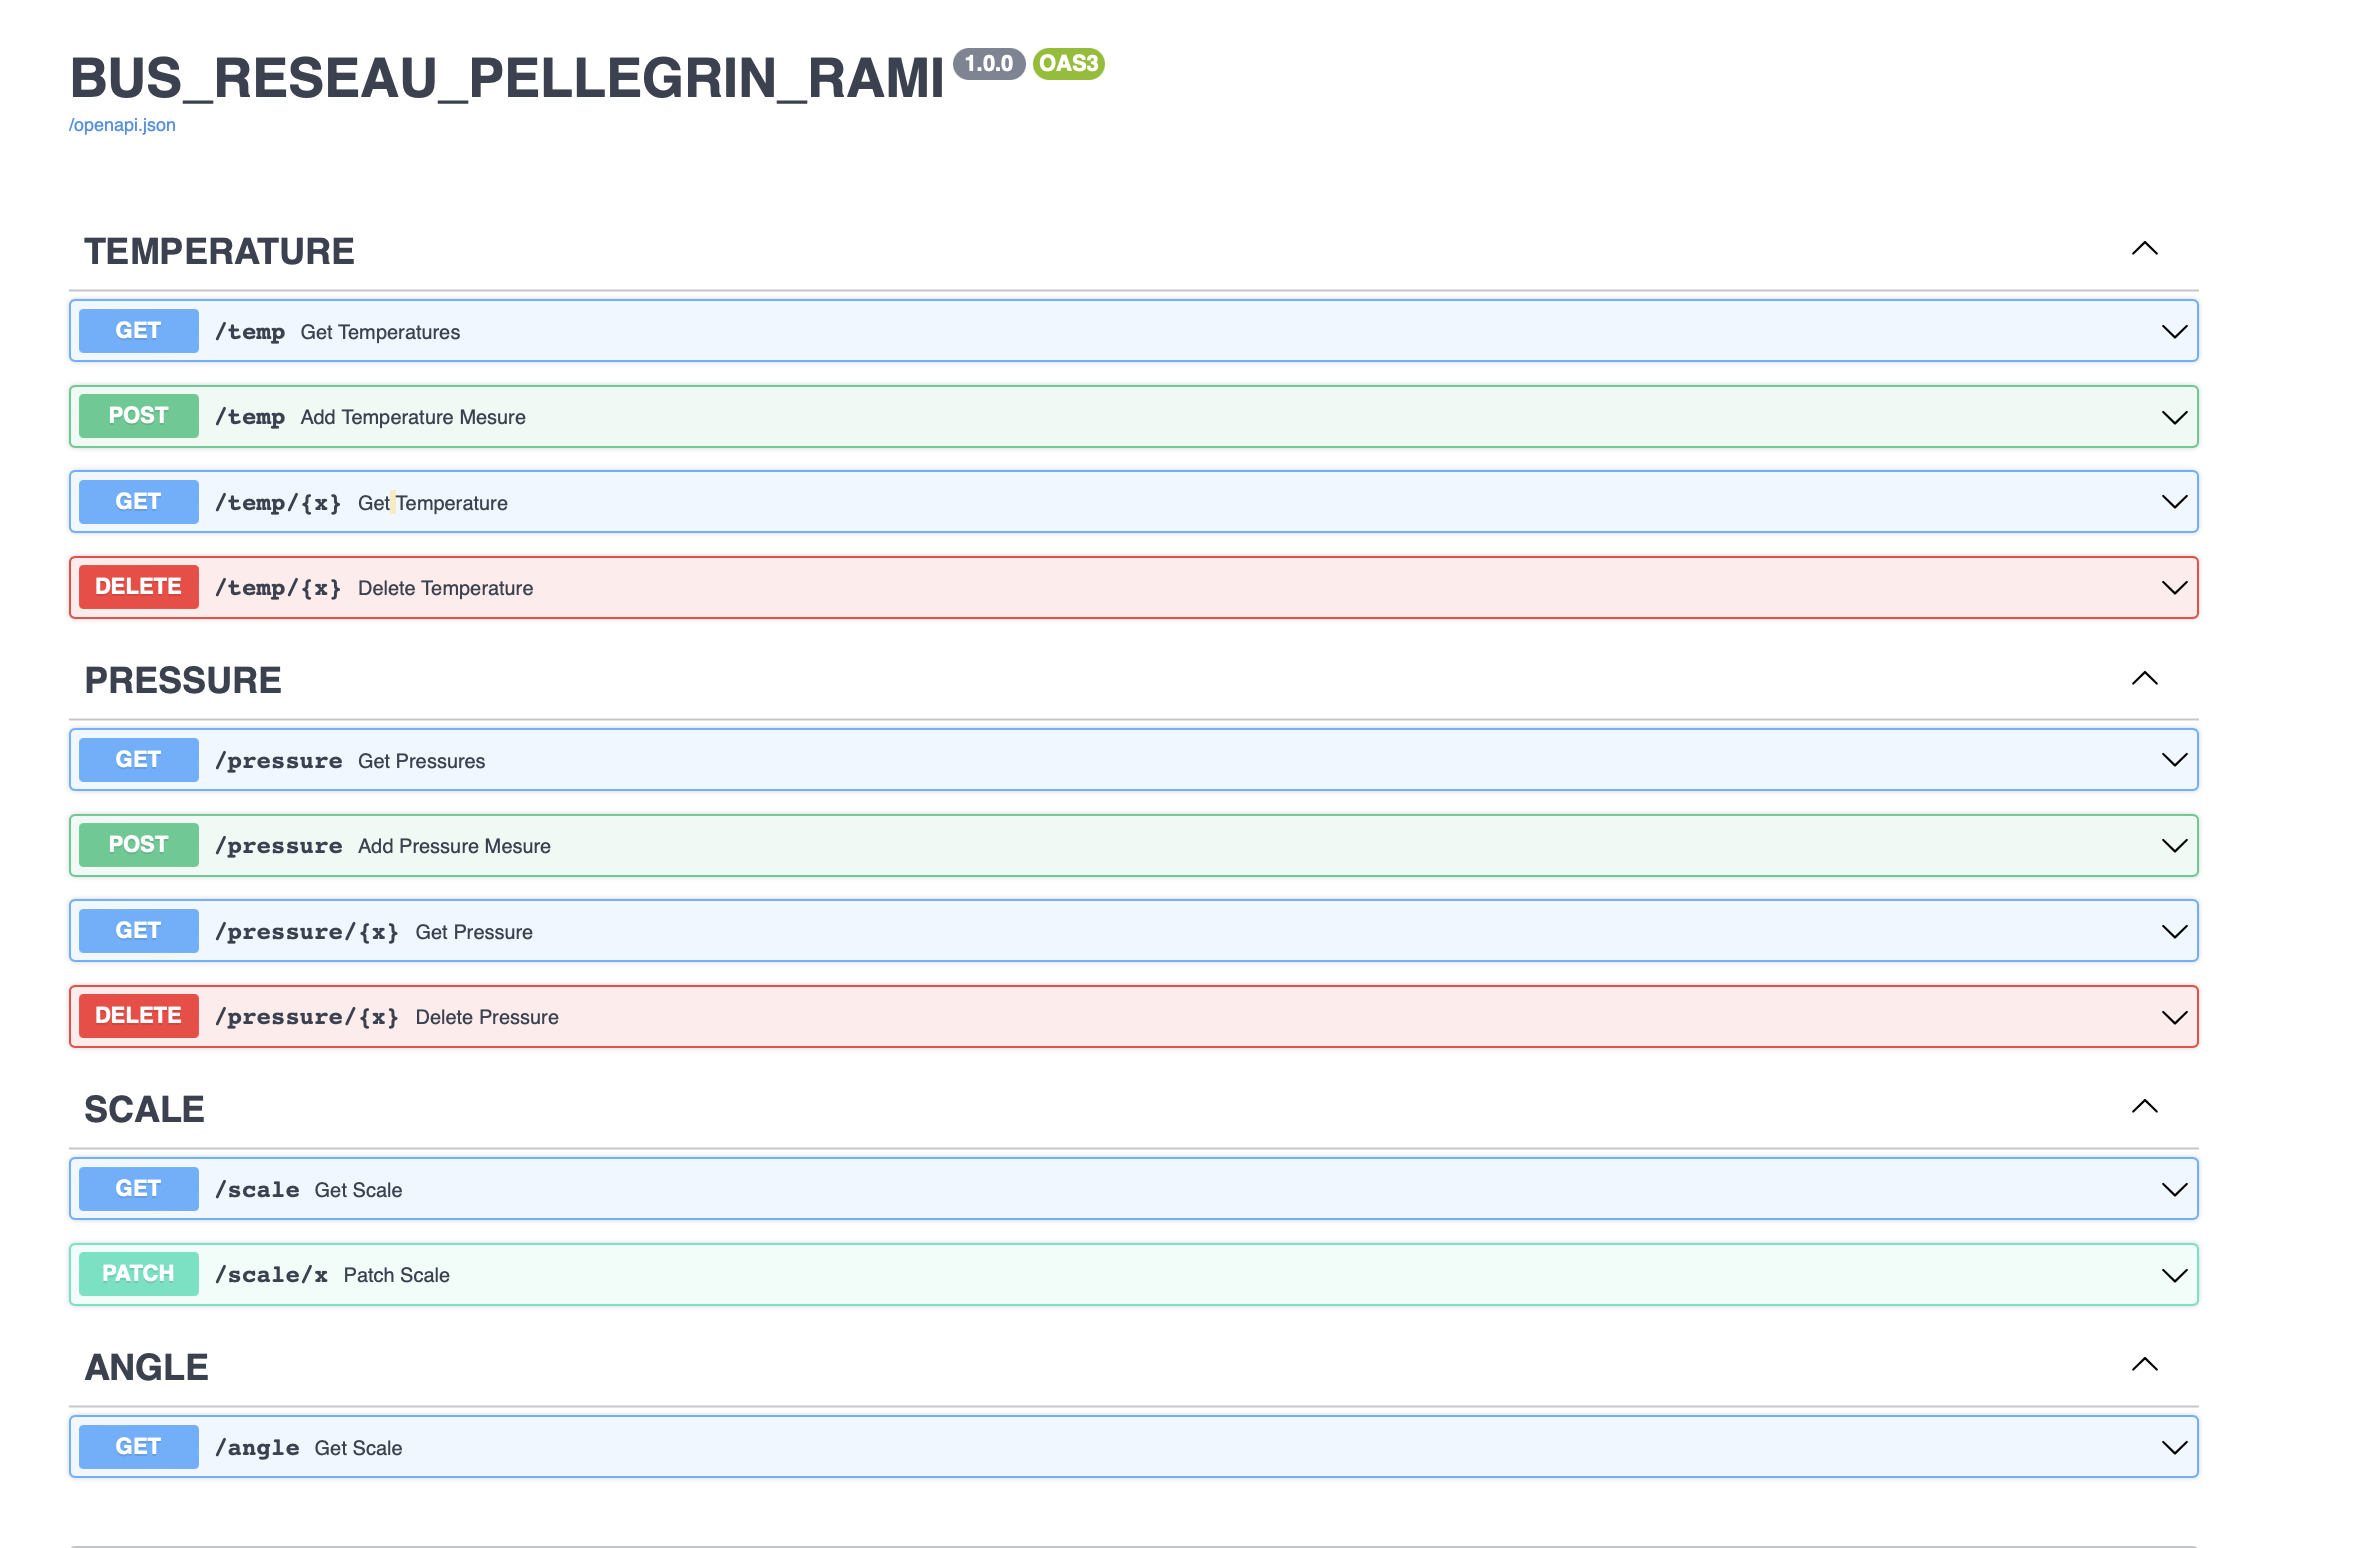 BUS_RESEAU_PELLEGRIN_RAMI 1.0.0 OAS3
/openapi.json
TEMPERATURE
GET /temp Get Temperatures
POST /temp Add Temperature Mesure
GET /temp/{x} Get Temperature
DELETE /temp/{x} Delete Temperature
PRESSURE
GET /pressure Get Pressures
POST /pressure Add Pressure Mesure
GET /pressure/{x} Get Pressure
DELETE /pressure/{x} Delete Pressure
SCALE
GET /scale Get Scale
PATCH /scale/x Patch Scale
ANGLE
GET /angle Get Scale